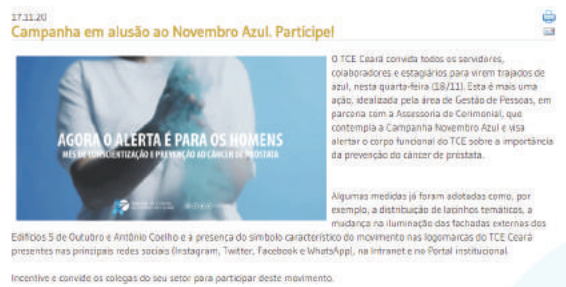 17.11.20
Campanha em alusão ao Novembro Azul. Participe!
O TCE Ceará convida todos os servidores,
colaboradores e estagiários para virem trajados de
azul, nesta quarta-feira (18/11). Esta é mais uma
ação, idealizada pela área de Gestão de Pessoas, em
parceria com a Assessoria de Cerimonial, que
contempla a Campanha Novembro Azul e visa
alertar o corpo funcional do TCE sobre a importância
da prevenção do câncer de próstata.
AGORA O ALERTA É PARA OS HOMENS
MÊS DE CONSCIENTIZAÇÃO E PREVENÇÃO AO CÂNCER DE PRÓSTATA
Algumas medidas já foram adotadas como, por
exemplo, a distribuição de lacinhos temáticos, a
mudança na iluminação das fachadas externas dos
Edifícios 5 de Outubro e Antônio Coelho e a presença do símbolo característico do movimento nas logomarcas do TCE Ceará
presentes nas principais redes sociais (Instagram, Twitter, Facebook e WhatsApp), na Intranet e no Portal institucional.
Incentive e convide os colegas do seu setor para participar deste movimento.